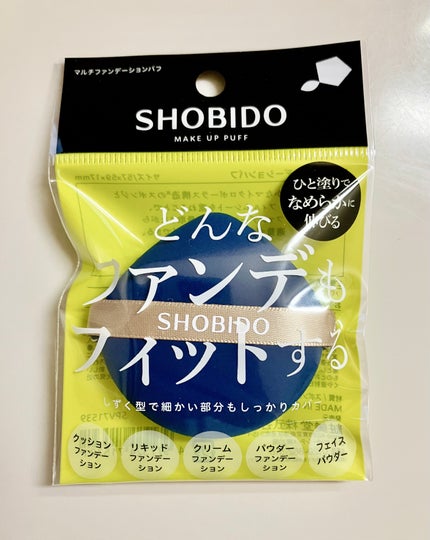 マルチファンデーションパフ
SHOBIDO
MAKE UP PUFF
ひと塗りで
なめらかに
伸びる
どんな
ファンデも
SHOBIDO
フィットする
しずく型で細かい部分もしっかりカバー
クッション
ファンデー
ション
リキッド
ファンデー
ション
クリーム
ファンデー
ション
パウダー
ファンデー
ション
フェイス
パウダー